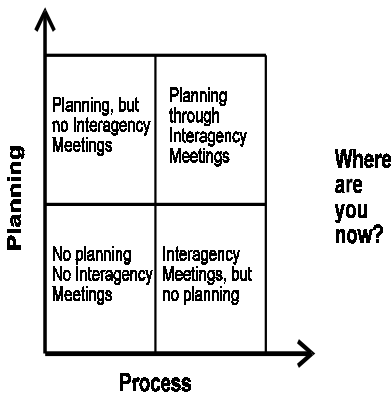 Planning
Planning, but
no Interagency
Meetings
Planning
through
Interagency
Meetings
No planning
No Interagency
Meetings
Interagency
Meetings, but
no planning
Process
Where
are
you
now?